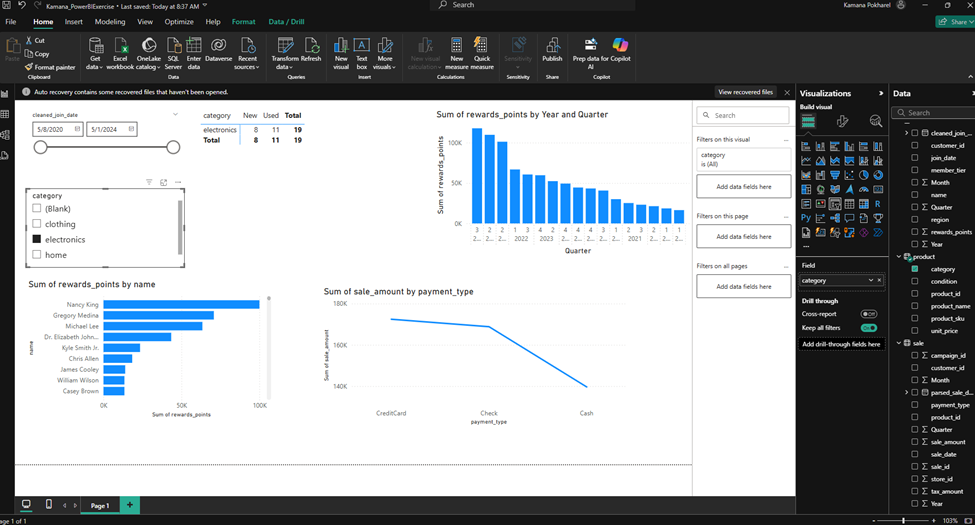 Kamana_PowerBIExercise • Last saved: Today at 8:37 AM
Search
Kamana Pokharel
File Home Insert Modeling View Optimize Help Format Data / Drill
Share
Paste
Cut
Copy
Format painter
Clipboard
Get data
Excel workbook
OneLake catalog
SQL Server
Enter data
Dataverse
Recent sources
Data
Transform data
Refresh
Queries
New visual
Text box
More visuals
Insert
New visual calculation
New measure
Quick measure
Calculations
Sensitivity
Sensitivity
Publish
Share
Prep data for AI
Copilot
Copilot
Auto recovery contains some recovered files that haven't been opened.
View recovered files
cleaned_join_date
5/8/2020
5/1/2024
category New Used Total
electronics 8 11 19
Total 8 11 19
category
(Blank)
clothing
electronics
home
Sum of rewards_points by Year and Quarter
Sum of rewards_points
100K
50K
0K
3 2 2 1 2 4 3 2 4 3 1 2 2 1 1 1
2... 2022 2023 2... 2... 2021 2... 2...
Quarter
Sum of rewards_points by name
name
Nancy King
Gregory Medina
Michael Lee
Dr. Elizabeth John...
Kyle Smith Jr.
Chris Allen
James Cooley
William Wilson
Casey Brown
0K 50K 100K
Sum of rewards_points
Sum of sale_amount by payment_type
Sum of sale_amount
180K
160K
140K
CreditCard Check Cash
payment_type
Search
Filters on this visual
category
is (All)
Add data fields here
Filters on this page
Add data fields here
Filters on all pages
Add data fields here
Visualizations
Build visual
Field
category
Drill through
Cross-report
Off
Keep all filters
On
Add drill-through fields here
Data
Search
cleaned_join_...
customer_id
join_date
member_tier
Month
name
Quarter
region
rewards_points
Year
product
category
condition
product_id
product_name
product_sku
unit_price
sale
campaign_id
customer_id
Month
parsed_sale_d...
payment_type
product_id
Quarter
sale_amount
sale_date
sale_id
store_id
tax_amount
Year
Page 1
age 1 of 1
103%